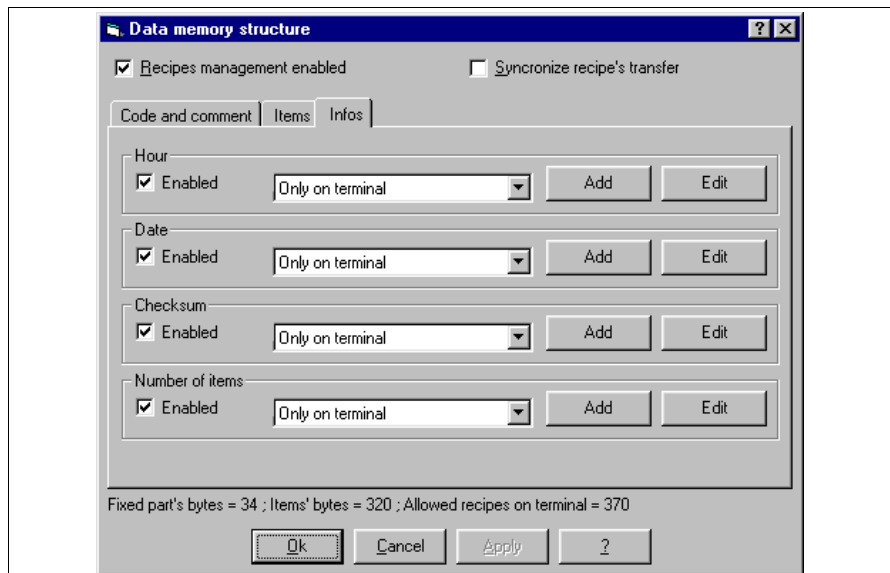 Data memory structure
Recipes management enabled
Syncronize recipe's transfer
Code and comment
Items
Infos
Hour
Enabled
Only on terminal
Add
Edit
Date
Enabled
Only on terminal
Add
Edit
Checksum
Enabled
Only on terminal
Add
Edit
Number of items
Enabled
Only on terminal
Add
Edit
Fixed part's bytes = 34 ; Items' bytes = 320 ; Allowed recipes on terminal = 370
Ok
Cancel
Apply
?